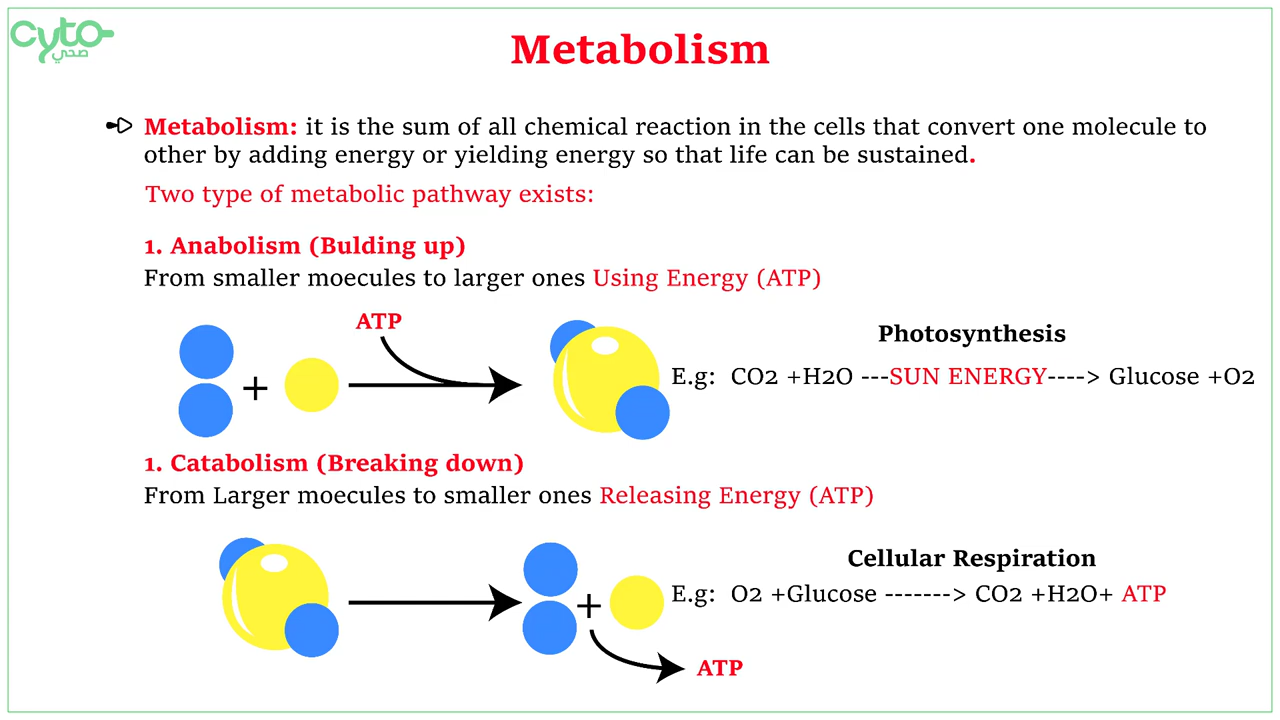 cyto
صحي
Metabolism
Metabolism: it is the sum of all chemical reaction in the cells that convert one molecule to
other by adding energy or yielding energy so that life can be sustained.
Two type of metabolic pathway exists:
1. Anabolism (Bulding up)
From smaller moecules to larger ones Using Energy (ATP)
ATP
+
Photosynthesis
E.g: CO2 +H2O ---SUN ENERGY----> Glucose +O2
1. Catabolism (Breaking down)
From Larger moecules to smaller ones Releasing Energy (ATP)
+
Cellular Respiration
E.g: O2 +Glucose -------> CO2 +H2O+ ATP
ATP